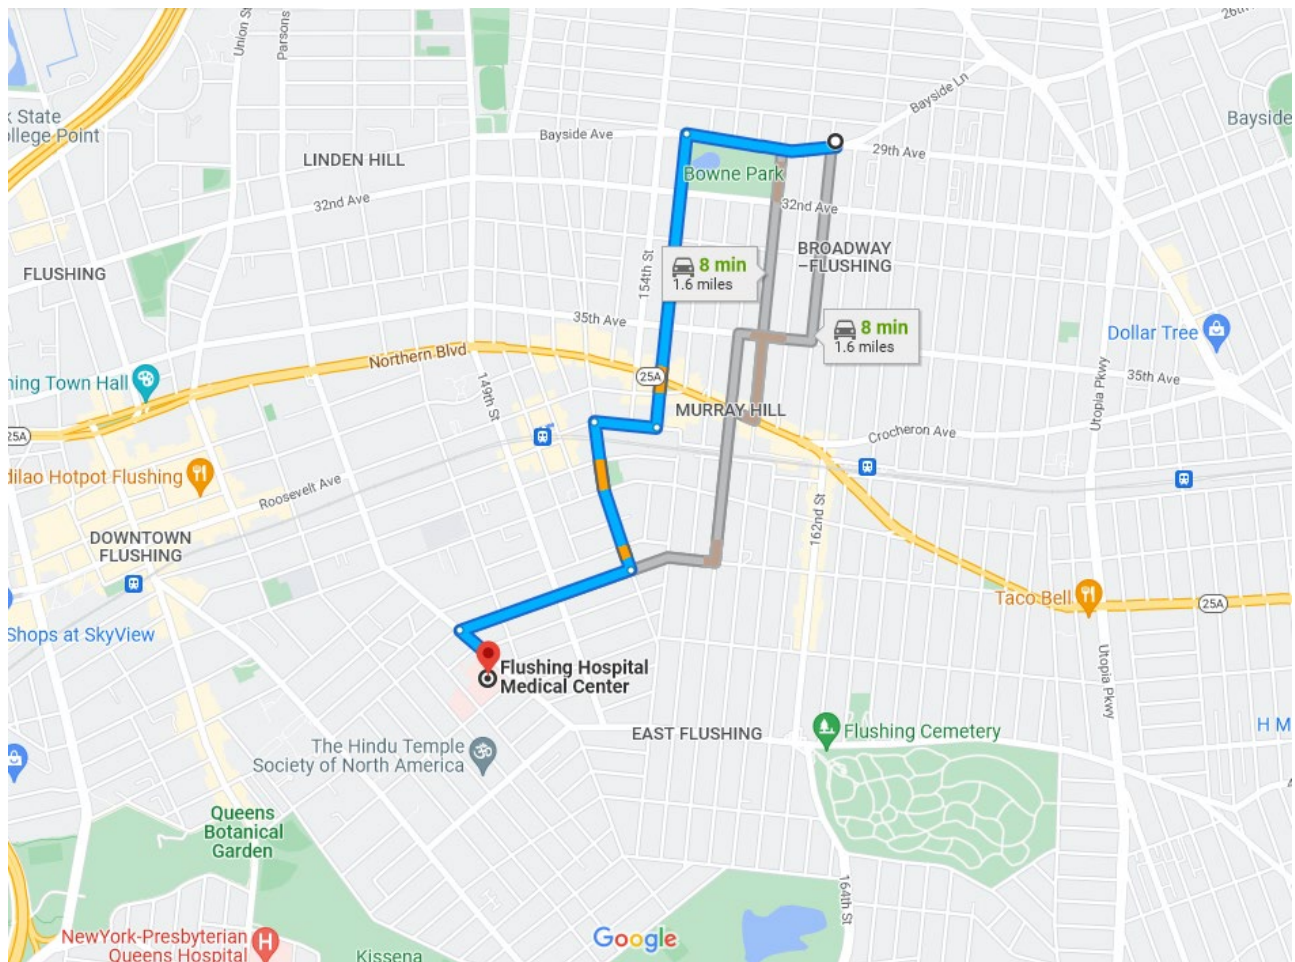 Union St
Parsons
26th
Bayside Ln
k State
ollege Point
Bayside
Bayside Ave
29th Ave
LINDEN HILL
Bowne Park
32nd Ave
32nd Ave
BROADWAY
–FLUSHING
FLUSHING
154th St
8 min
1.6 miles
35th Ave
8 min
1.6 miles
Dollar Tree
Northern Blvd
ning Town Hall
149th St
25A
35th Ave
Utopia Pkwy
MURRAY HILL
25A
Crocheron Ave
dilao Hotpot Flushing
Roosevelt Ave
162nd St
DOWNTOWN
FLUSHING
Taco Bell
25A
Shops at SkyView
Utopia Pkwy
Flushing Hospital
Medical Center
EAST FLUSHING
Flushing Cemetery
H M
The Hindu Temple
Society of North America
Queens
Botanical
Garden
164th St
Google
NewYork-Presbyterian
Queens Hospital
H
Kissena